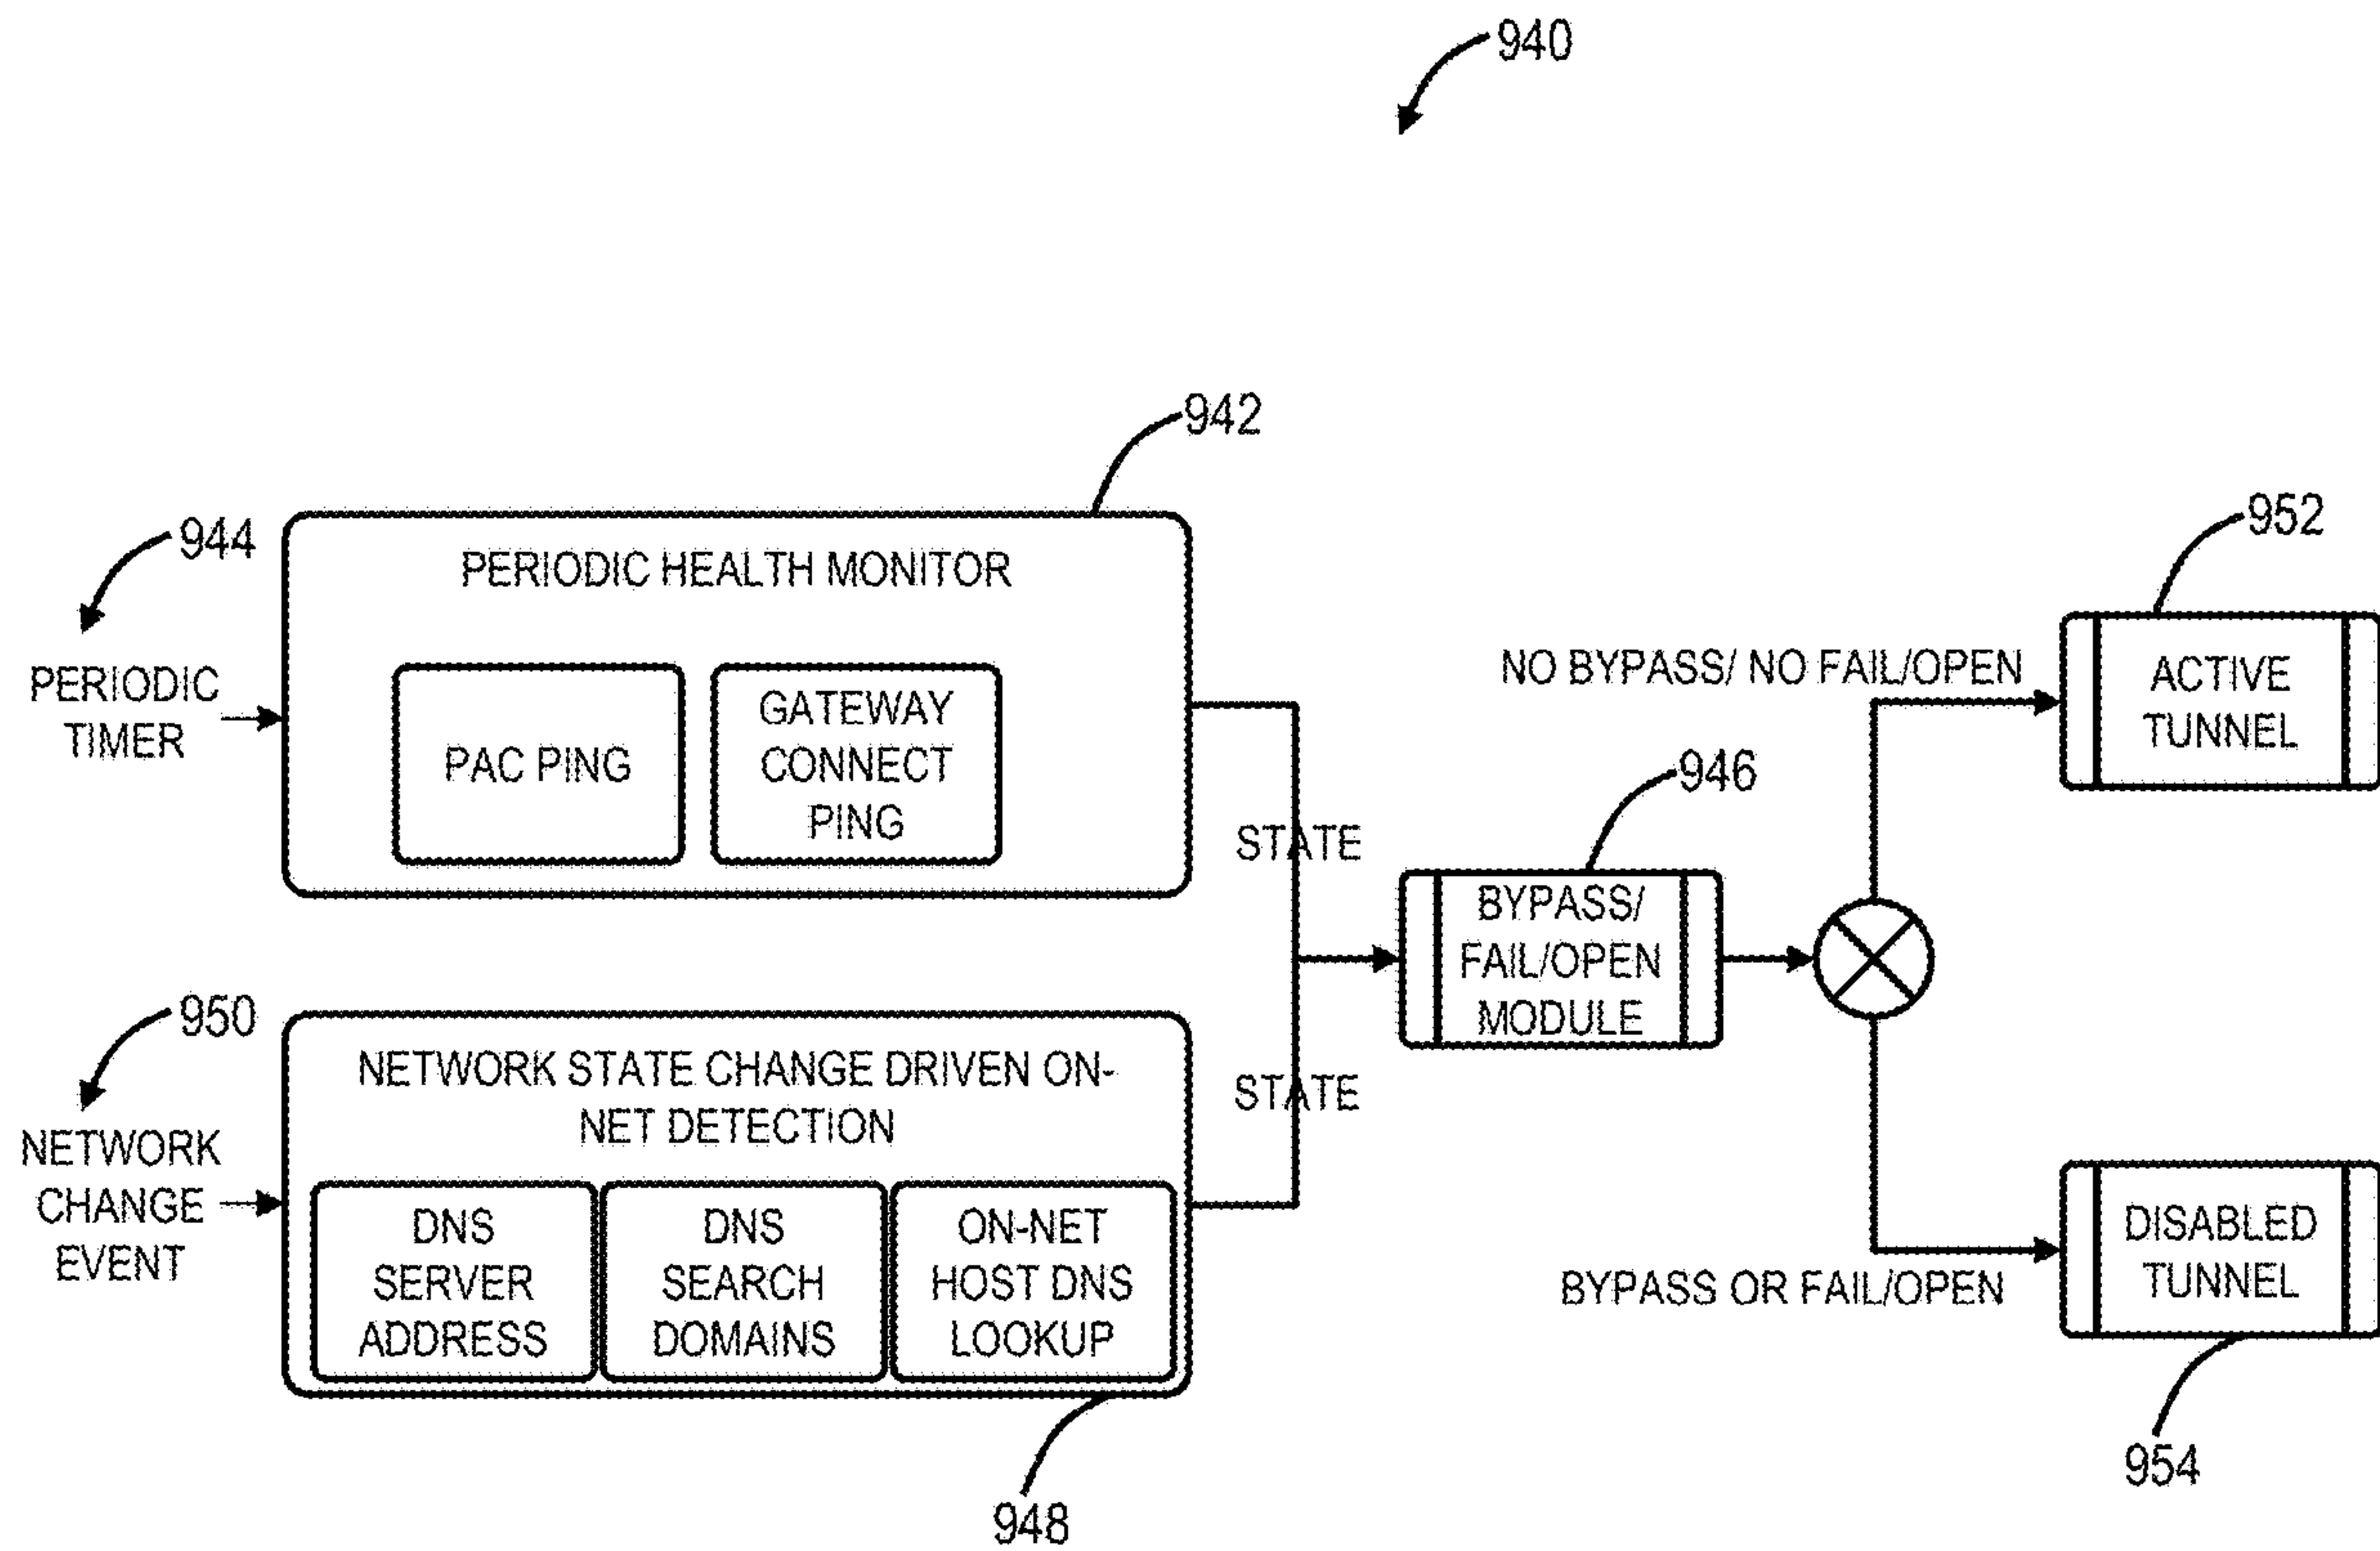 940
942
944
PERIODIC HEALTH MONITOR
PERIODIC
TIMER
PAC PING
GATEWAY
CONNECT
PING
STATE
950
NETWORK STATE CHANGE DRIVEN ON-
NET DETECTION
NETWORK
CHANGE
EVENT
DNS
SERVER
ADDRESS
DNS
SEARCH
DOMAINS
ON-NET
HOST DNS
LOOKUP
948
STATE
946
BYPASS/
FAIL/OPEN
MODULE
NO BYPASS/ NO FAIL/OPEN
952
ACTIVE
TUNNEL
BYPASS OR FAIL/OPEN
DISABLED
TUNNEL
954